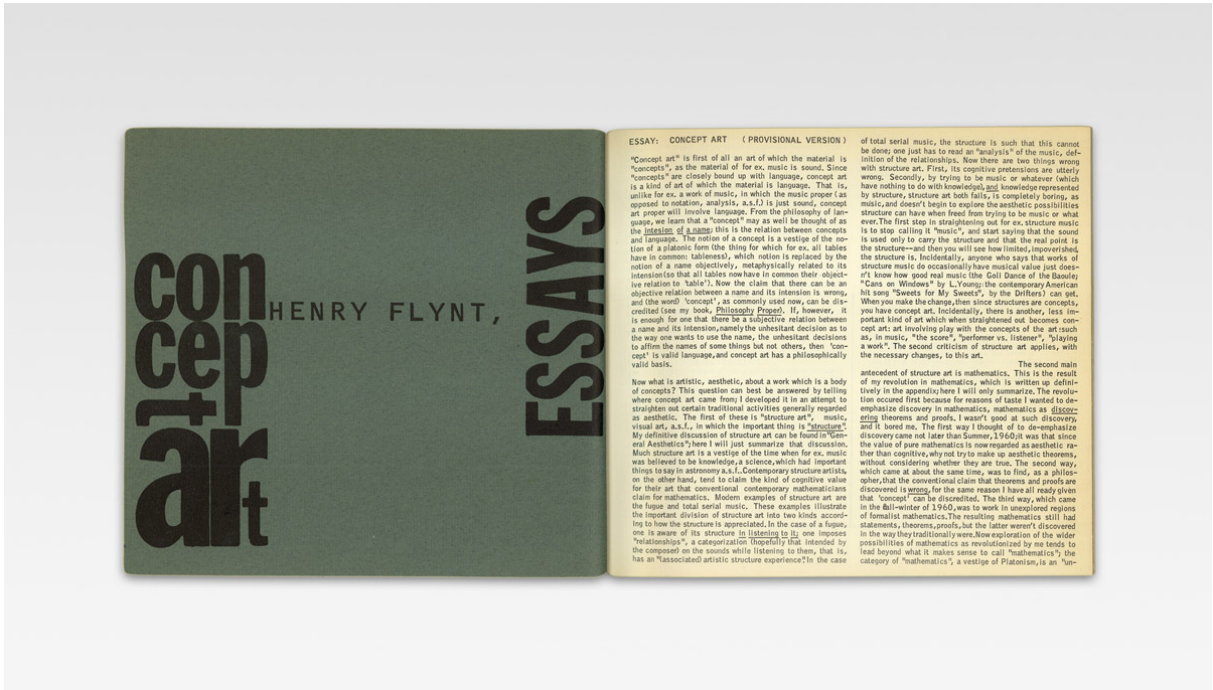 con
cep
t
art
HENRY FLYNT,
ESSAYS
ESSAY: CONCEPT ART (PROVISIONAL VERSION)
"Concept art" is first of all an art of which the material is
"concepts", as the material of for ex. music is sound. Since
"concepts" are closely bound up with language, concept art
is a kind of art of which the material is language. That is,
unlike for ex. a work of music, in which the music proper (as
opposed to notation, analysis, a.s.f.) is just sound, concept
art proper will involve language. From the philosophy of lan-
guage, we learn that a "concept" may as well be thought of as
the intesion of a name; this is the relation between concepts
and language. The notion of a concept is a vestige of the no-
tion of a platonic form (the thing for which for ex. all tables
have in common: tableness), which notion is replaced by the
notion of a name objectively, metaphysically related to its
intension (so that all tables now have in common their object-
ive relation to 'table'). Now the claim that there can be an
objective relation between a name and its intension is wrong,
and (the word) 'concept', as commonly used now, can be dis-
credited (see my book, Philosophy Proper). If, however, it
is enough for one that there be a subjective relation between
a name and its intension, namely the unhesitant decision as to
the way one wants to use the name, the unhesitant decisions
to affirm the names of some things but not others, then 'con-
cept' is valid language, and concept art has a philosophically
valid basis.
Now what is artistic, aesthetic, about a work which is a body
of concepts? This question can best be answered by telling
where concept art came from; I developed it in an attempt to
straighten out certain traditional activities generally regarded
as aesthetic. The first of these is "structure art", music,
visual art, a.s.f., in which the important thing is "structure".
My definitive discussion of structure art can be found in "Gen-
eral Aesthetics"; here I will just summarize that discussion.
Much structure art is a vestige of the time when for ex. music
was believed to be knowledge, a science, which had important
things to say in astronomy a.s.f. Contemporary structure artists,
on the other hand, tend to claim the kind of cognitive value
for their art that conventional contemporary mathematicians
claim for mathematics. Modern examples of structure art are
the fugue and total serial music. These examples illustrate
the important division of structure art into two kinds accord-
ing to how the structure is appreciated. In the case of a fugue,
one is aware of its structure in listening to it; one imposes
"relationships", a categorization (hopefully that intended by
the composer) on the sounds while listening to them, that is,
has an "(associated) artistic structure experience". In the case
of total serial music, the structure is such that this cannot
be done; one just has to read an "analysis" of the music, def-
inition of the relationships. Now there are two things wrong
with structure art. First, its cognitive pretensions are utterly
wrong. Secondly, by trying to be music or whatever (which
have nothing to do with knowledge), and knowledge represented
by structure, structure art both fails, is completely boring, as
music, and doesn't begin to explore the aesthetic possibilities
structure can have when freed from trying to be music or what
ever. The first step in straightening out for ex. structure music
is to stop calling it "music", and start saying that the sound
is used only to carry the structure and that the real point is
the structure--and then you will see how limited, impoverished,
the structure is. Incidentally, anyone who says that works of
structure music do occasionally have musical value just does-
n't know how good real music (the Goli Dance of the Baoule;
"Cans on Windows" by L. Young; the contemporary American
hit song "Sweets for My Sweets", by the Drifters) can get.
When you make the change, then since structures are concepts,
you have concept art. Incidentally, there is another, less im-
portant kind of art which when straightened out becomes con-
cept art: art involving play with the concepts of the art such
as, in music, "the score", "performer vs. listener", "playing
a work". The second criticism of structure art applies, with
the necessary changes, to this art.
The second main
antecedent of structure art is mathematics. This is the result
of my revolution in mathematics, which is written up defini-
tively in the appendix; here I will only summarize. The revolu-
tion occured first because for reasons of taste I wanted to de-
emphasize discovery in mathematics, mathematics as discov-
ering theorems and proofs. I wasn't good at such discovery,
and it bored me. The first way I thought of to de-emphasize
discovery came not later than Summer, 1960; it was that since
the value of pure mathematics is now regarded as aesthetic ra-
ther than cognitive, why not try to make up aesthetic theorems,
without considering whether they are true. The second way,
which came at about the same time, was to find, as a philos-
opher, that the conventional claim that theorems and proofs are
discovered is wrong, for the same reason I have all ready given
that 'concept' can be discredited. The third way, which came
in the fall-winter of 1960, was to work in unexplored regions
of formalist mathematics. The resulting mathematics still had
statements, theorems, proofs, but the latter weren't discovered
in the way they traditionally were. Now exploration of the wider
possibilities of mathematics as revolutionized by me tends to
lead beyond what it makes sense to call "mathematics"; the
category of "mathematics", a vestige of Platonism, is an "un-